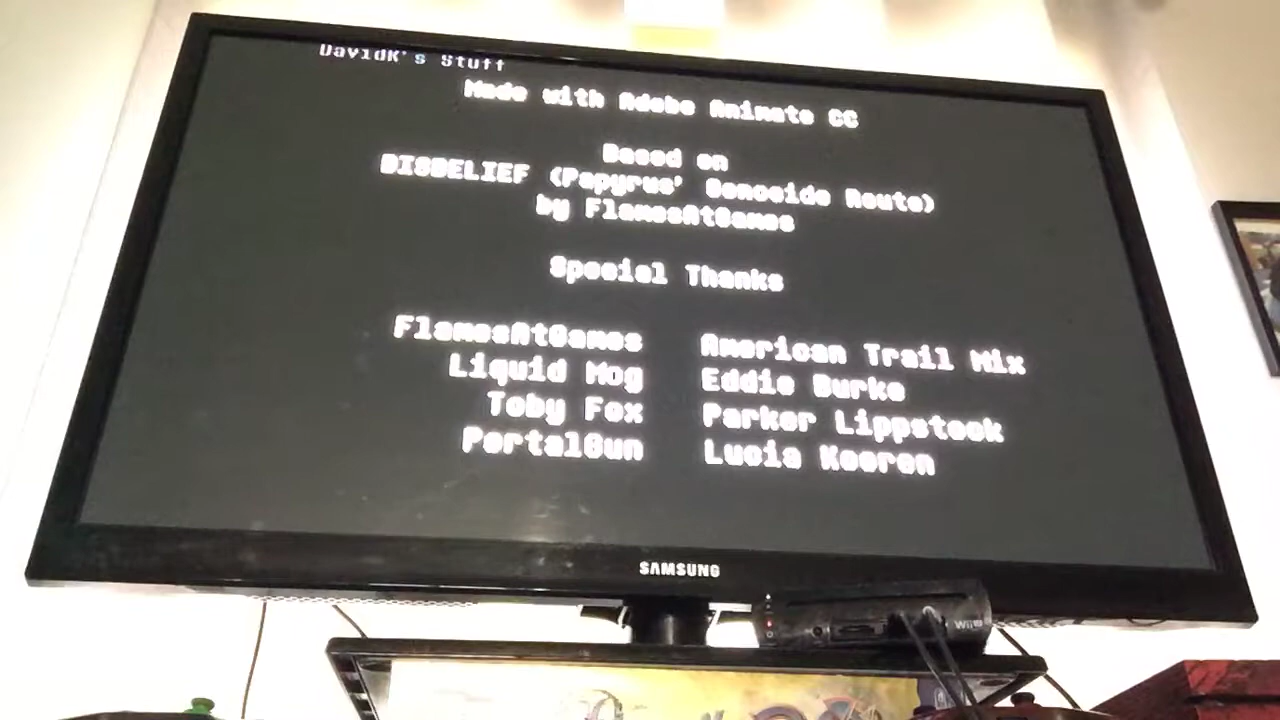 DavidK's Stuff
Made with Adobe Animate CC
Based on
DISBELIEF (Papyrus' Genocide Route)
by FlamesAtGames
Special Thanks
FlamesAtGames American Trail Mix
Liquid Mog Eddie Burke
Toby Fox Parker Lippstock
PortalGun Lucia Keeren
SAMSUNG
Wii U